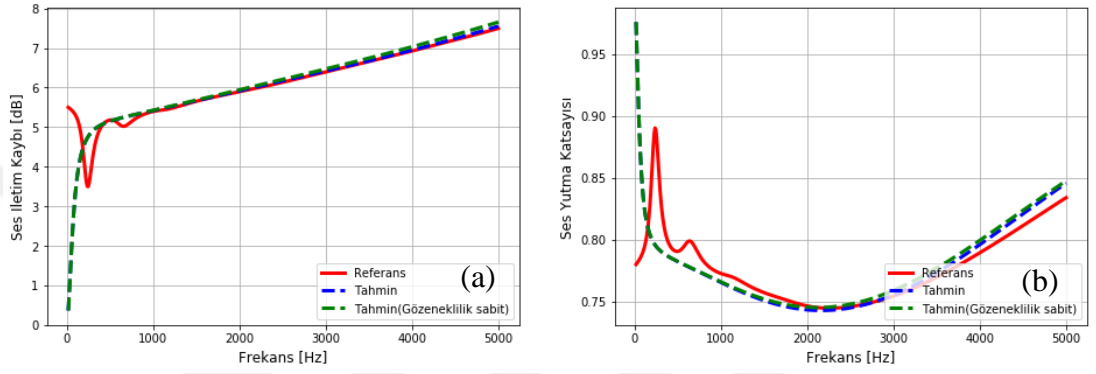 Ses Iletim Kaybı [dB]
8
7
6
5
4
3
2
1
0
0
1000
2000
3000
4000
5000
Frekans [Hz]
Referans
Tahmin
Tahmin(Gözeneklilik sabit)
(a)
Ses Yutma Katsayısı
0.95
0.90
0.85
0.80
0.75
0
1000
2000
3000
4000
5000
Frekans [Hz]
Referans
Tahmin
Tahmin(Gözeneklilik sabit)
(b)